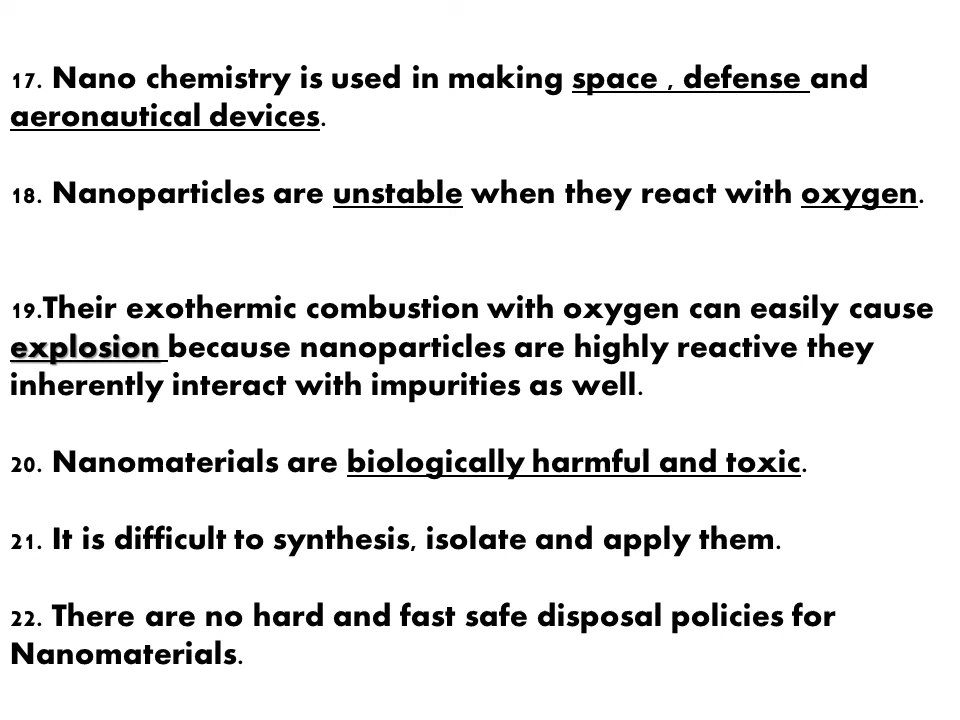 17. Nano chemistry is used in making space , defense and
aeronautical devices.
18. Nanoparticles are unstable when they react with oxygen.
19.Their exothermic combustion with oxygen can easily cause
explosion because nanoparticles are highly reactive they
inherently interact with impurities as well.
20. Nanomaterials are biologically harmful and toxic.
21. It is difficult to synthesis, isolate and apply them.
22. There are no hard and fast safe disposal policies for
Nanomaterials.